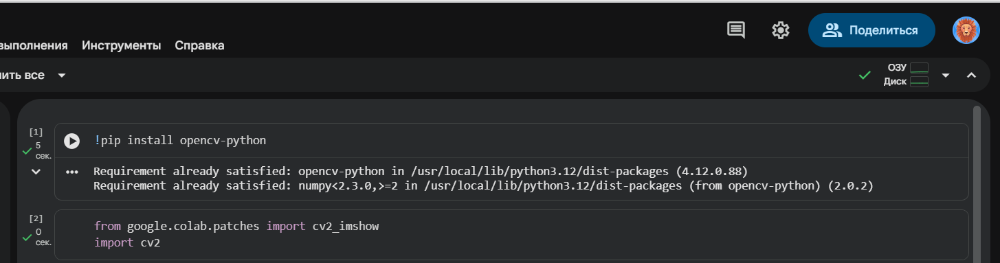 Поделиться
Инструменты Справка
все
ОЗУ
Диск
[1]
5
сек.
!pip install opencv-python
Requirement already satisfied: opencv-python in /usr/local/lib/python3.12/dist-packages (4.12.0.88)
Requirement already satisfied: numpy<2.3.0,>=2 in /usr/local/lib/python3.12/dist-packages (from opencv-python) (2.0.2)
[2]
0
сек.
from google.colab.patches import cv2_imshow
import cv2